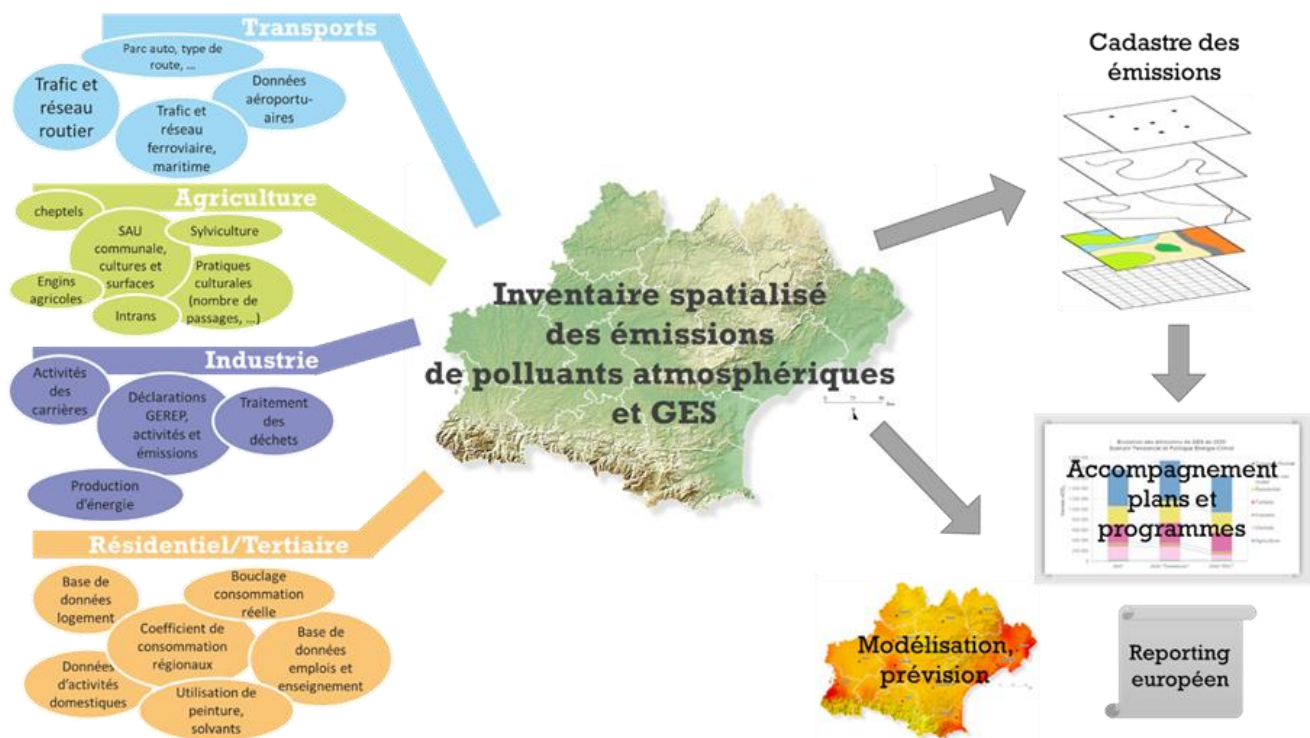 Transports
Parc auto, type de
route, ...
Trafic et
réseau
routier
Données
aéroportu-
aires
Trafic et
réseau
ferroviaire,
maritime
Agriculture
cheptels
SAU
communale,
cultures et
surfaces
Sylviculture
Engins
agricoles
Pratiques
culturales
(nombre de
passages, ...)
Intrans
Industrie
Activités
des
carrières
Déclarations
GEREP,
activités et
émissions
Traitement
des
déchets
Production
d'énergie
Résidentiel/Tertiaire
Base de
données
logement
Bouclage
consommation
réelle
Coefficient de
consommation
régionaux
Base de
données
emplois et
enseignement
Données
d'activités
domestiques
Utilisation de
peinture,
solvants
Inventaire spatialisé
des émissions
de polluants atmosphériques
et GES
Cadastre des
émissions
Accompagnement
plans et
programmes
Modélisation,
prévision
Reporting
européen